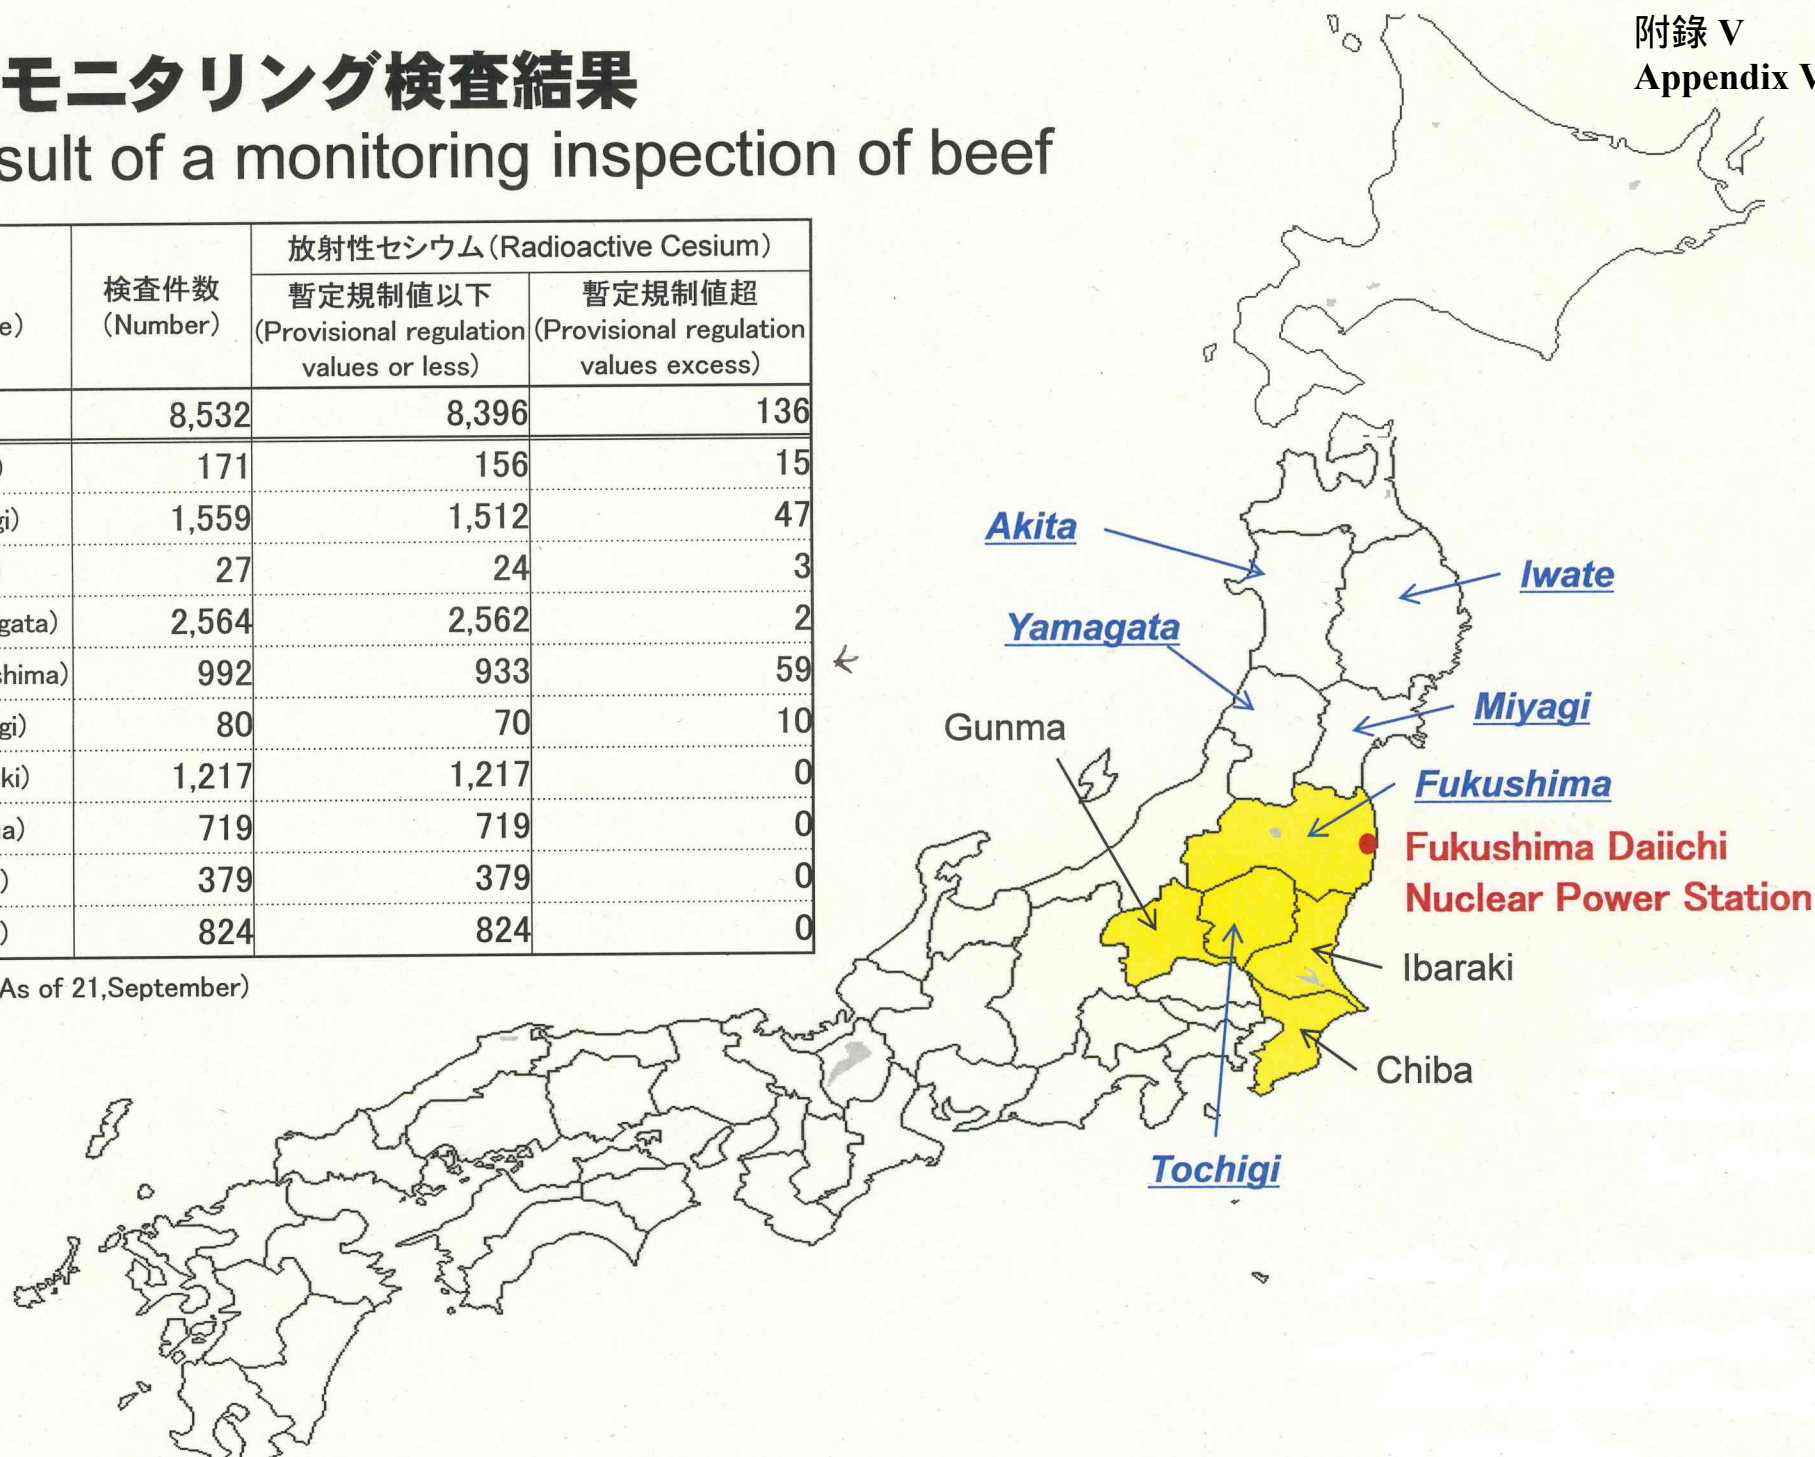 附錄 V
Appendix V
モニタリング検査結果
sult of a monitoring inspection of beef
放射性セシウム(Radioactive Cesium)
e)
検査件数
(Number)
暫定規制値以下
(Provisional regulation
values or less)
暫定規制値超
(Provisional regulation
values excess)
8,532 8,396 136
) 171 156 15
gi) 1,559 1,512 47
27 24 3
gata) 2,564 2,562 2
shima) 992 933 59
gi) 80 70 10
ki) 1,217 1,217 0
a) 719 719 0
) 379 379 0
) 824 824 0
As of 21,September)
Akita
Iwate
Yamagata
Miyagi
Gunma
Fukushima
Fukushima Daiichi
Nuclear Power Station
Ibaraki
Chiba
Tochigi